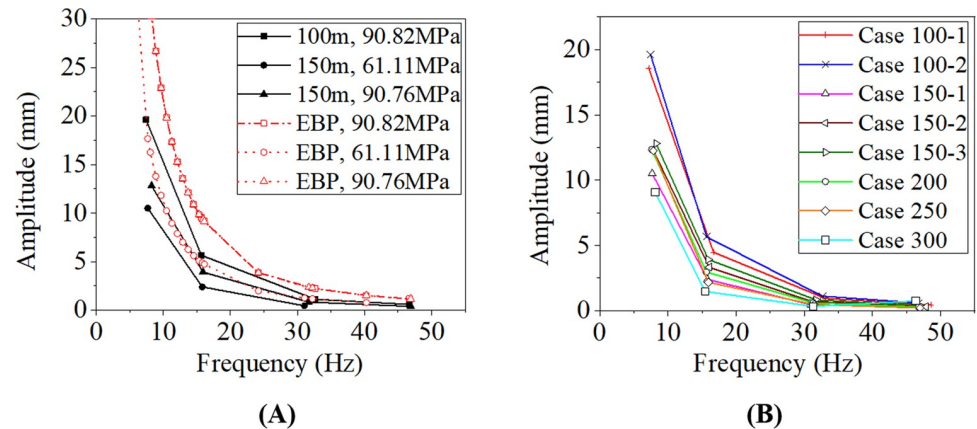 30
25
20
15
10
5
0
Amplitude (mm)
0 10 20 30 40 50
Frequency (Hz)
100m, 90.82MPa
150m, 61.11MPa
150m, 90.76MPa
EBP, 90.82MPa
EBP, 61.11MPa
EBP, 90.76MPa
(A)
20
15
10
5
0
Amplitude (mm)
0 10 20 30 40 50
Frequency (Hz)
Case 100-1
Case 100-2
Case 150-1
Case 150-2
Case 150-3
Case 200
Case 250
Case 300
(B)